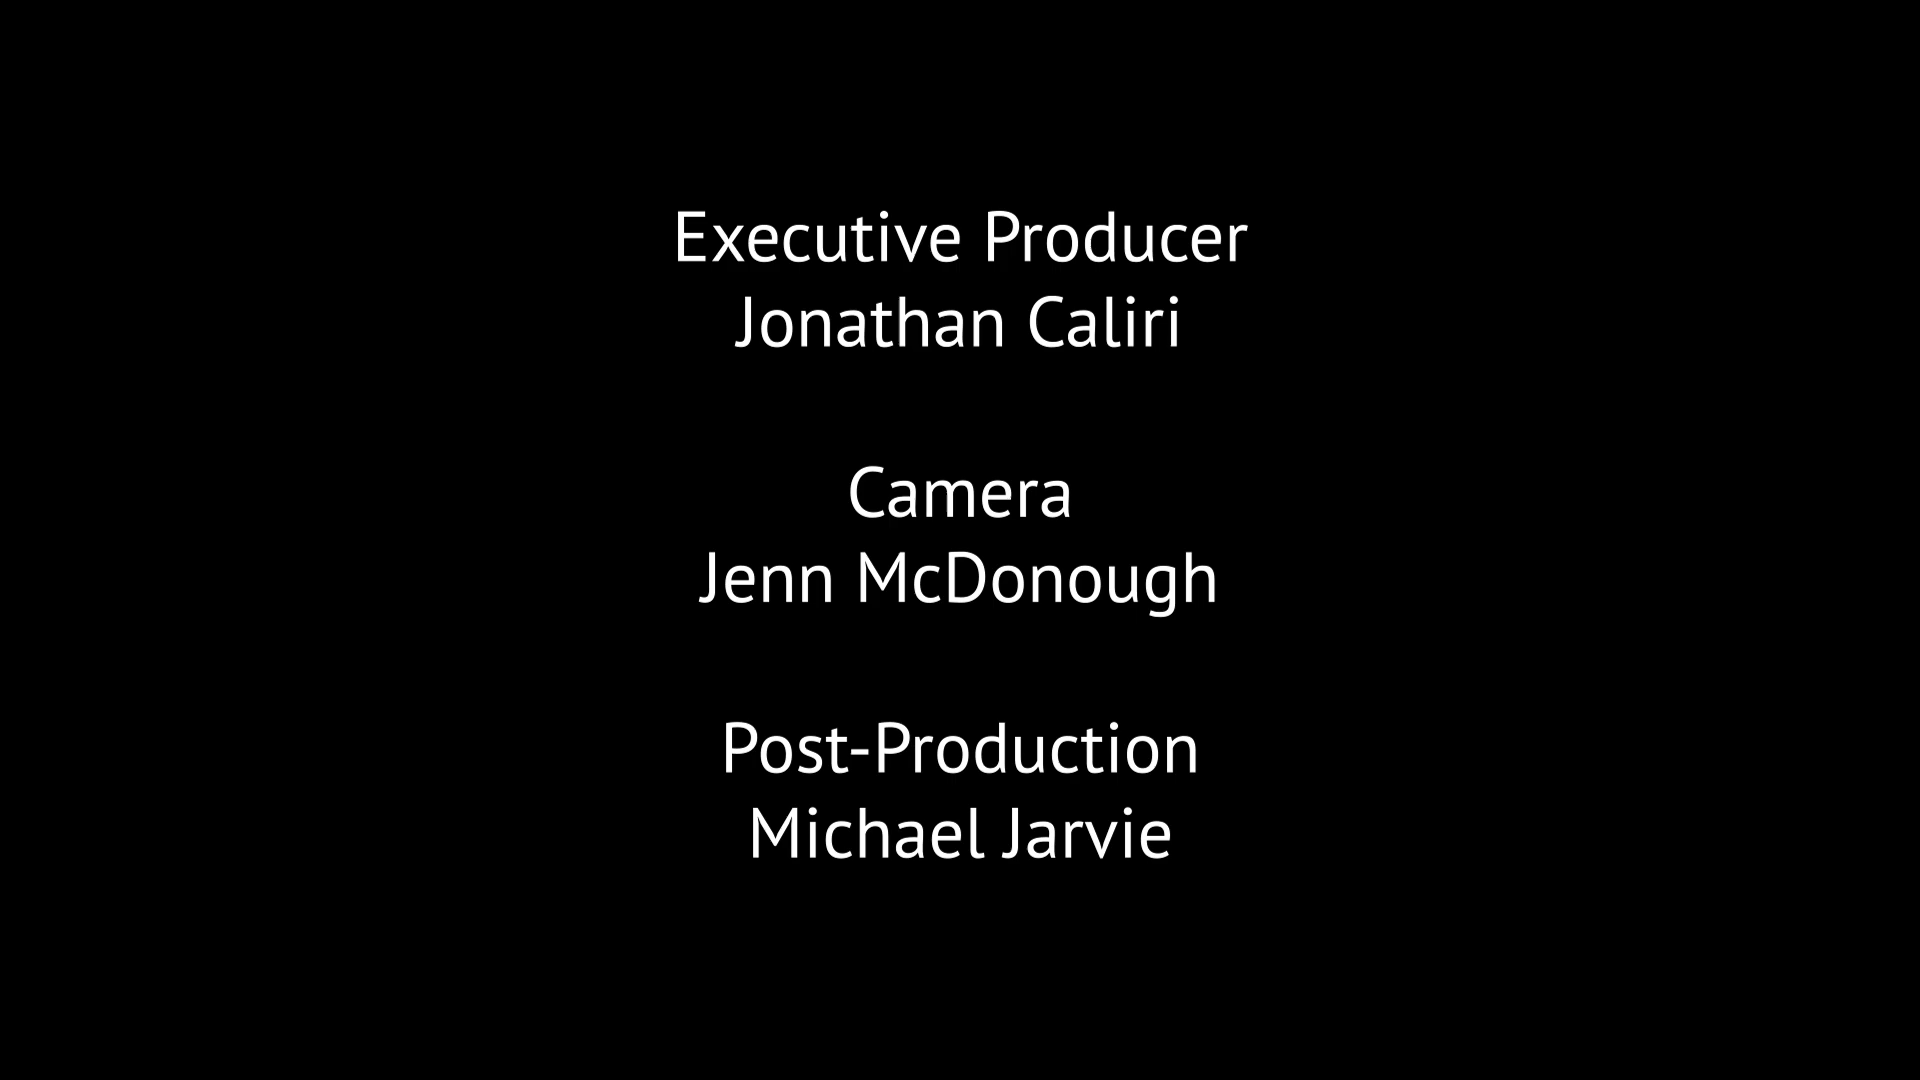 Executive Producer
Jonathan Caliri
Camera
Jenn McDonough
Post-Production
Michael Jarvie